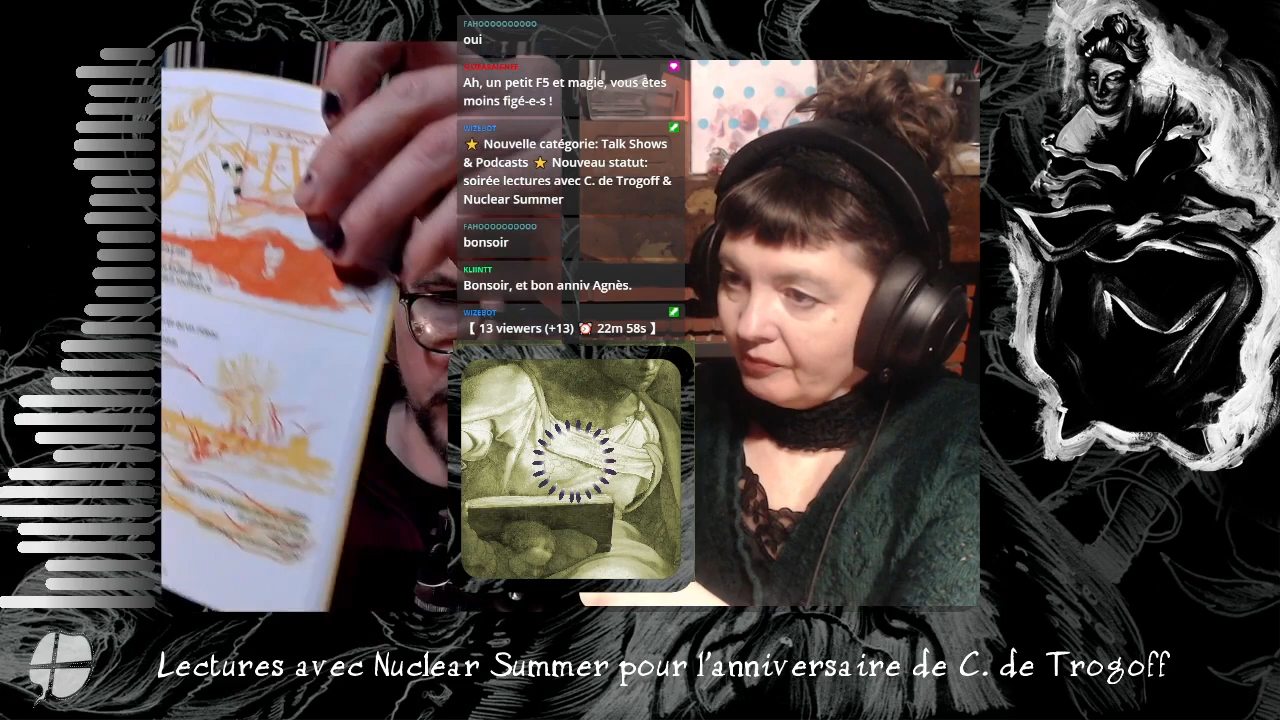 FAHOOOOOOOOOO
oui
Ah, un petit F5 et magie, vous êtes
moins figé-e-s !
WIZEBOT
⭐ Nouvelle catégorie: Talk Shows
& Podcasts ⭐ Nouveau statut:
soirée lectures avec C. de Trogoff &
Nuclear Summer
FAHOOOOOOOOOO
bonsoir
KLIINTT
Bonsoir, et bon anniv Agnès.
WIZEBOT
【 13 viewers (+13) ⏰ 22m 58s 】
Lectures avec Nuclear Summer pour l'anniversaire de C. de Trogoff